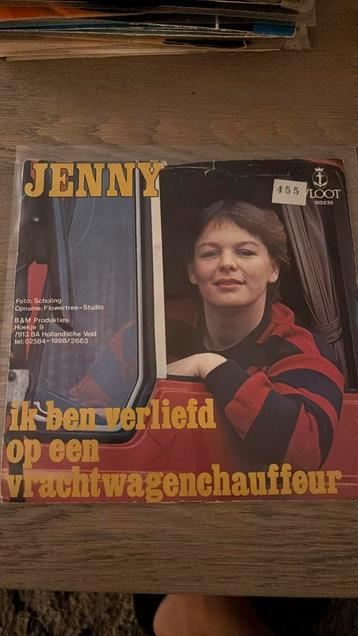 JENNY
455
VLOOT
103035
Foto: Scholing
Opname: Flowertree-Studio
B&M Produkties
Hoekje 9
7913 BA Hollandsche Veld
tel: 02584-1998/2663
ik ben verliefd
op een
vrachtwagenchauffeur